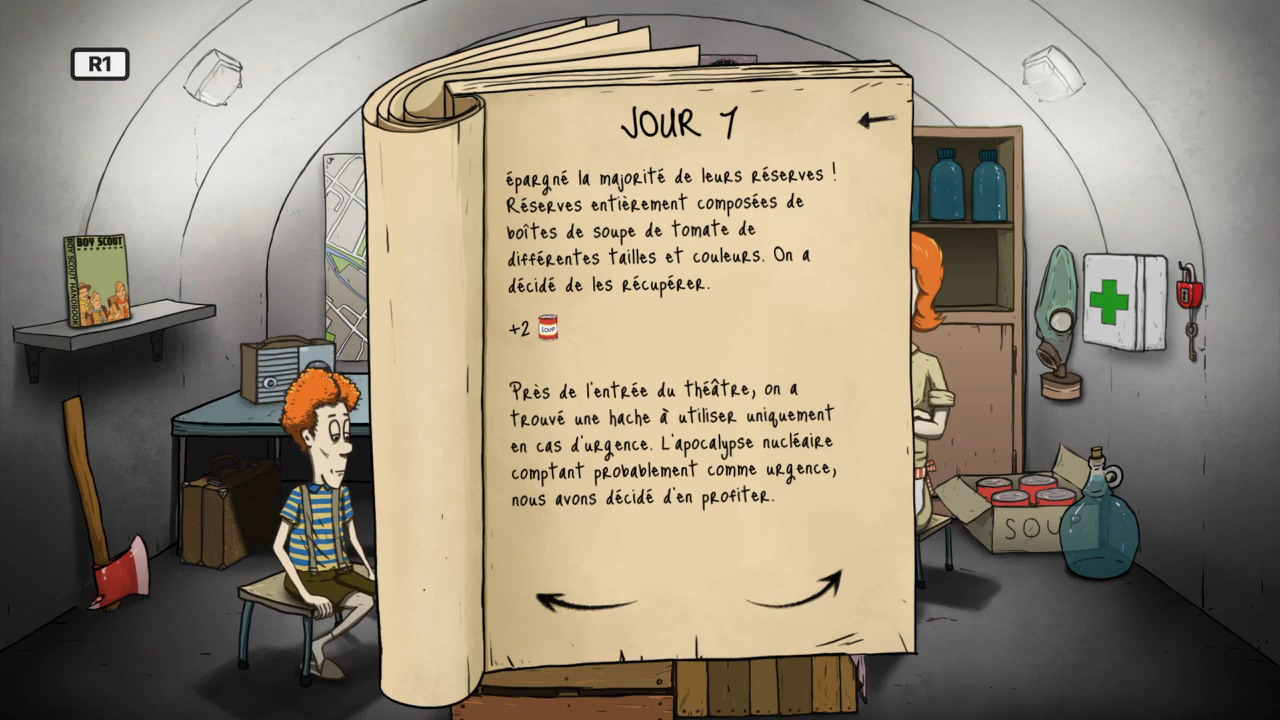 R1
JOUR 7
épargné la majorité de leurs réserves !
Réserves entièrement composées de
boîtes de soupe de tomate de
différentes tailles et couleurs. On a
décidé de les récupérer.
+2 SOUP
Près de l'entrée du théâtre, on a
trouvé une hache à utiliser uniquement
en cas d'urgence. L'apocalypse nucléaire
comptant probablement comme urgence,
nous avons décidé d'en profiter.
BOY SCOUT
BOY SCOUT HANDBOOK
SOUP